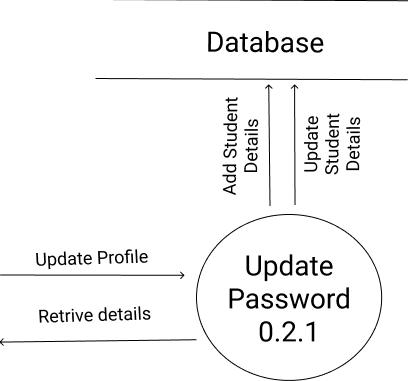 Database
Add Student
Details
Update
Student
Details
Update Profile
Retrive details
Update
Password
0.2.1